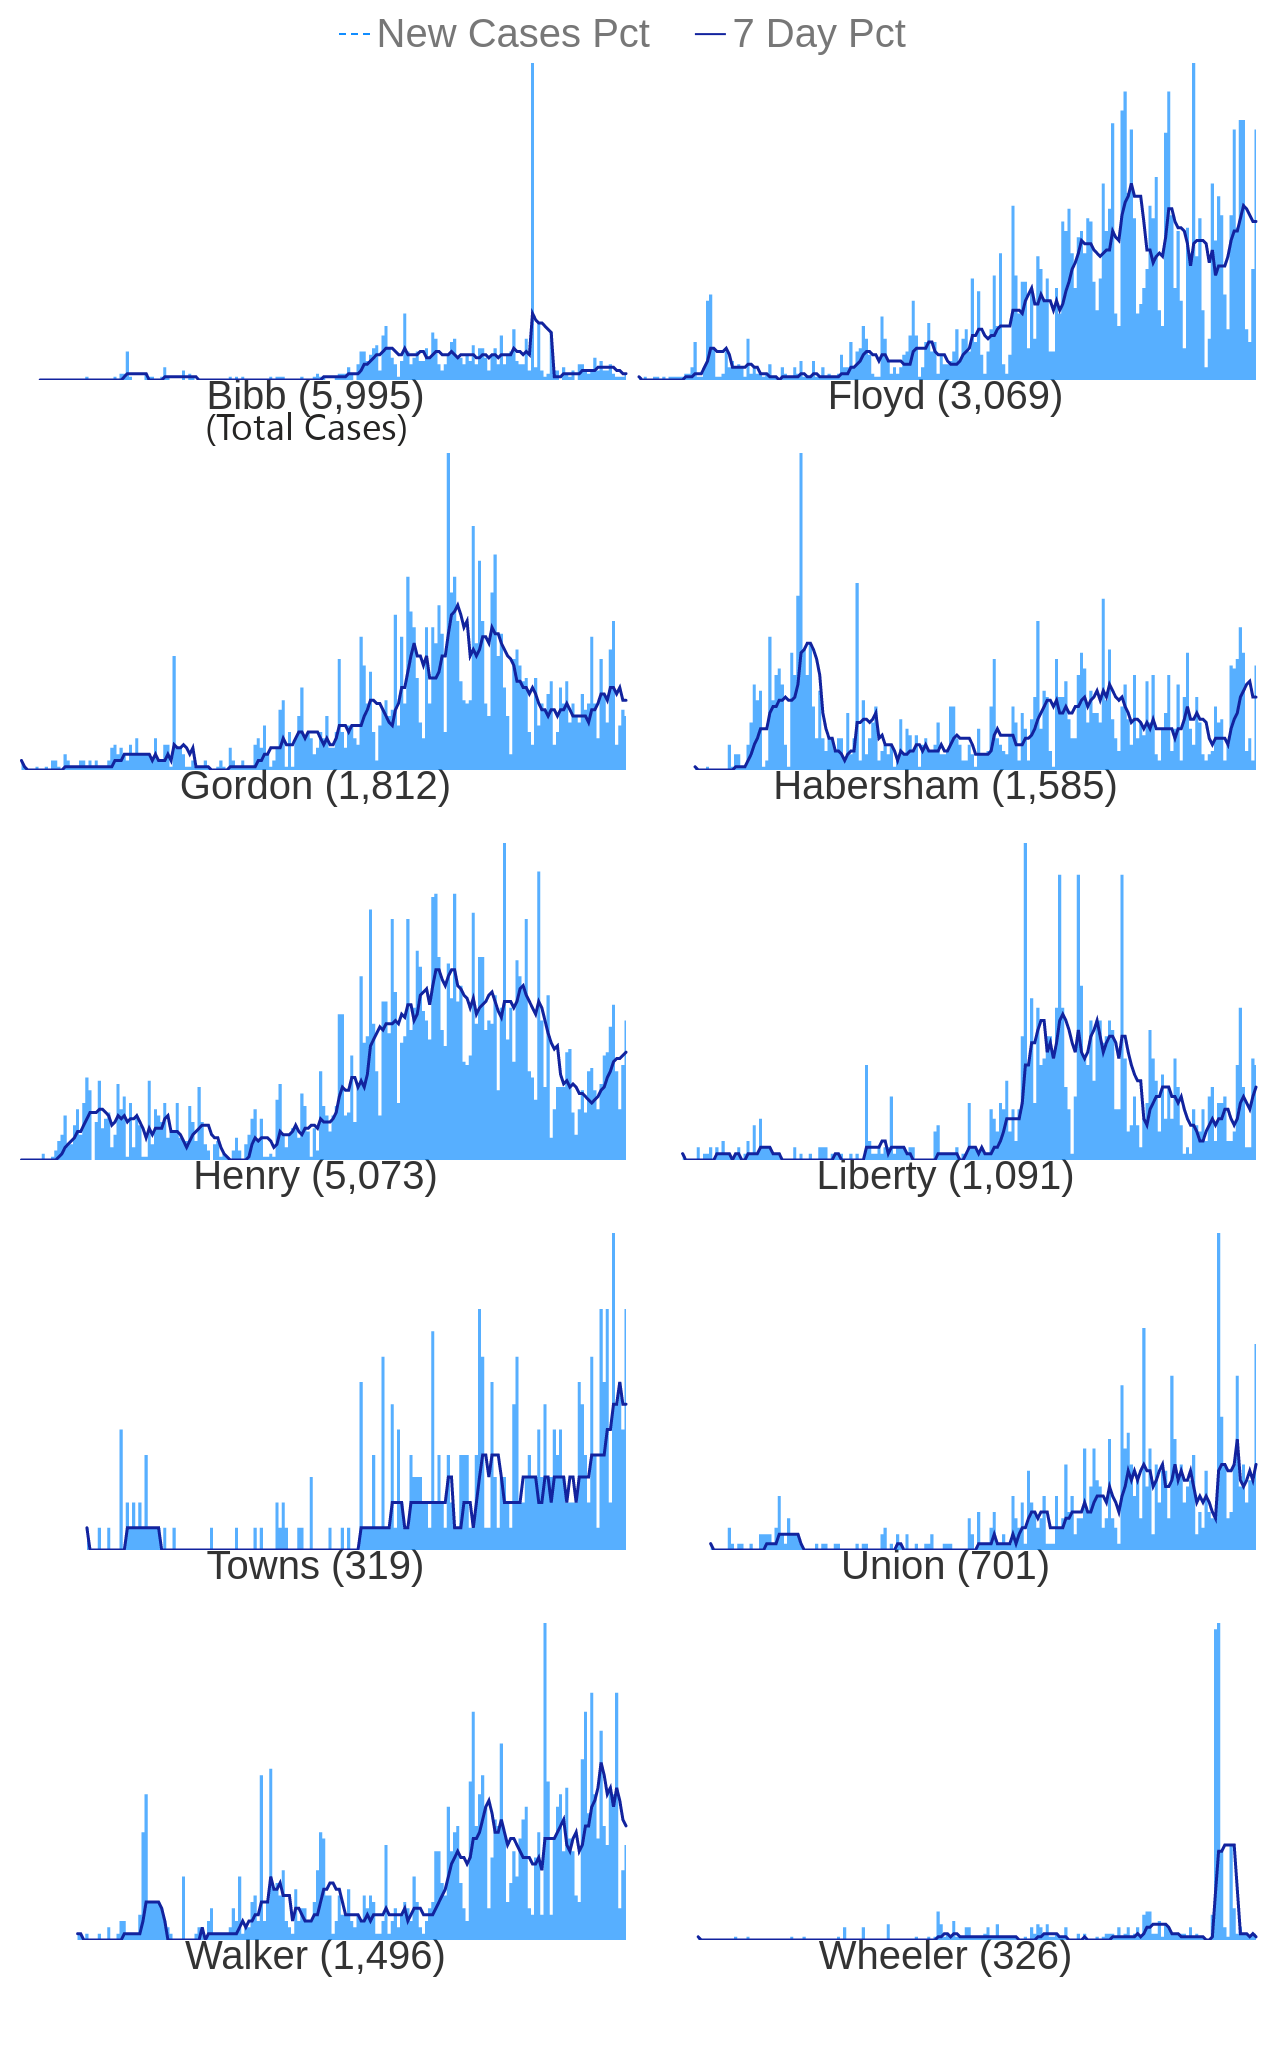 New Cases Pct 7 Day Pct
Bibb (5,995) Floyd (3,069)
(Total Cases)
Gordon (1,812) Habersham (1,585)
Henry (5,073) Liberty (1,091)
Towns (319) Union (701)
Walker (1,496) Wheeler (326)